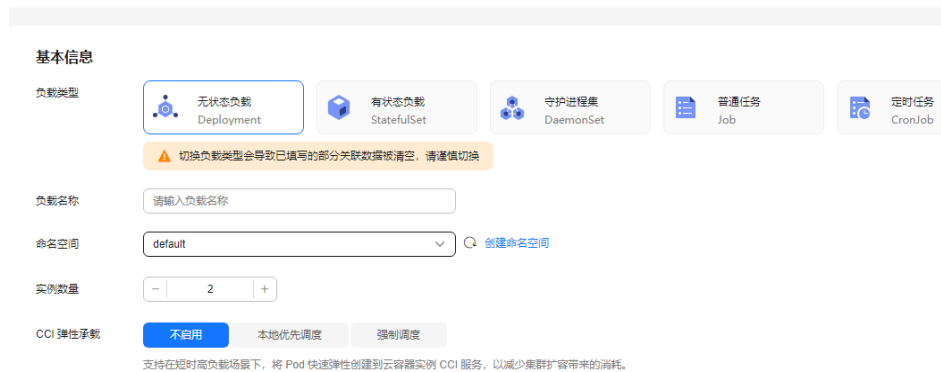 基本信息
负载类型
无状态负载
Deployment
有状态负载
StatefulSet
守护进程集
DaemonSet
普通任务
Job
定时任务
CronJob
切换负载类型会导致已填写的部分关联数据被清空，请谨慎切换
负载名称
请输入负载名称
命名空间
default
创建命名空间
实例数量
－ 2 ＋
CCI 弹性承载
不启用 本地优先调度 强制调度
支持在短时高负载场景下，将 Pod 快速弹性创建到云容器实例 CCI 服务，以减少集群扩容带来的消耗。